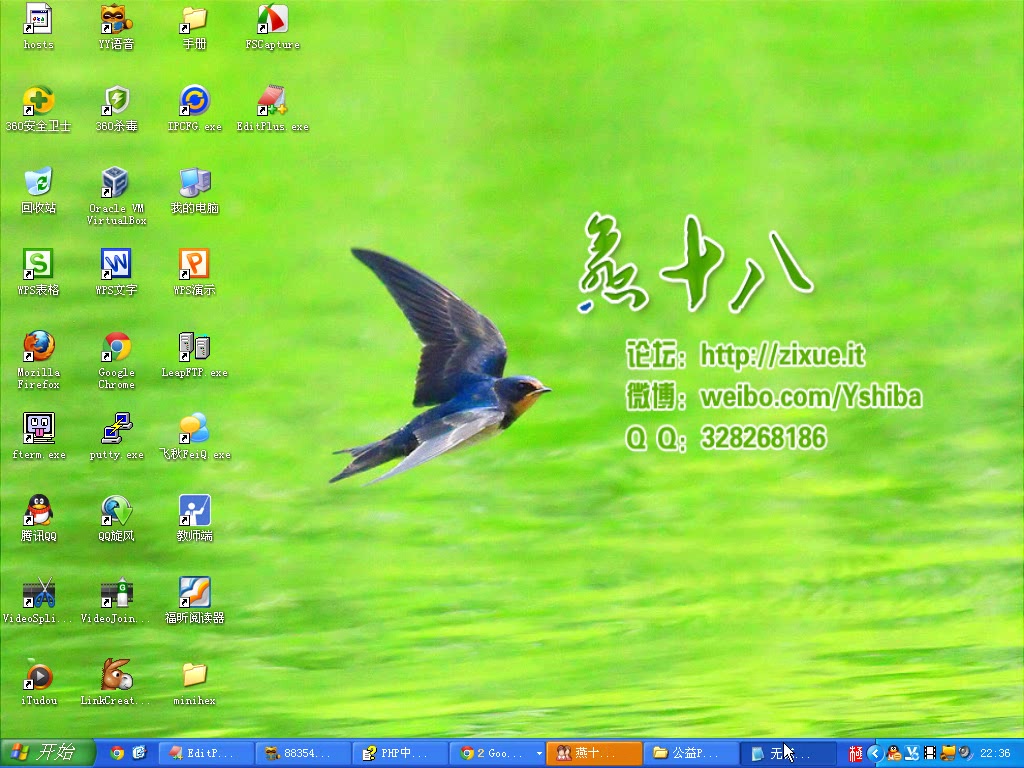 hosts
YY语音
手册
FSCapture
360安全卫士
360杀毒
IPCFG.exe
EditPlus.exe
回收站
Oracle VM
VirtualBox
我的电脑
WPS表格
WPS文字
WPS演示
Mozilla
Firefox
Google
Chrome
LeapFTP.exe
fterm.exe
putty.exe
飞秋FeiQ.exe
腾讯QQ
QQ旋风
教师端
VideoSpli...
VideoJoin...
福昕阅读器
iTudou
LinkCreat...
minihex
燕十八
论坛：http://zixue.it
微博：weibo.com/Yshiba
Q Q：328268186
开始
EditP...
88354...
PHP中...
2 Goo...
燕十...
公益P...
无...
22:36